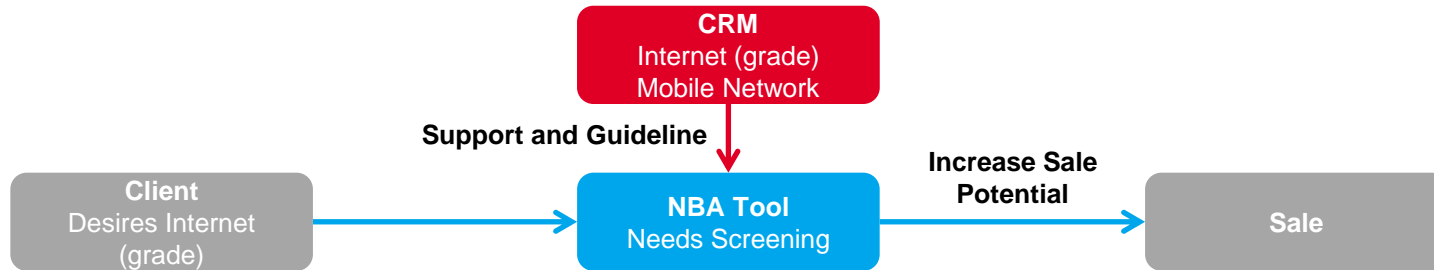 CRM
Internet (grade)
Mobile Network
Support and Guideline
Increase Sale
Potential
Client
Desires Internet
(grade)
NBA Tool
Needs Screening
Sale